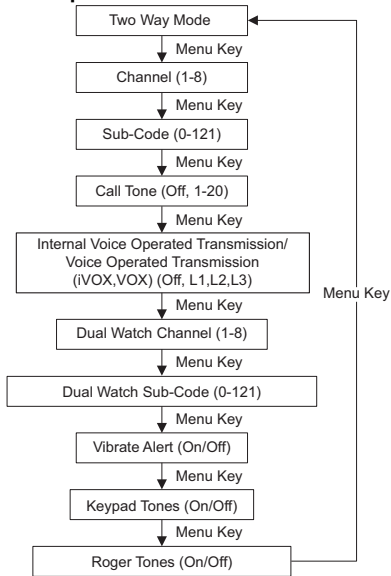 Two Way Mode
Menu Key
Channel (1-8)
Menu Key
Sub-Code (0-121)
Menu Key
Call Tone (Off, 1-20)
Menu Key
Internal Voice Operated Transmission/
Voice Operated Transmission
(iVOX,VOX) (Off, L1,L2,L3)
Menu Key
Menu Key
Dual Watch Channel (1-8)
Menu Key
Dual Watch Sub-Code (0-121)
Menu Key
Vibrate Alert (On/Off)
Menu Key
Keypad Tones (On/Off)
Menu Key
Roger Tones (On/Off)